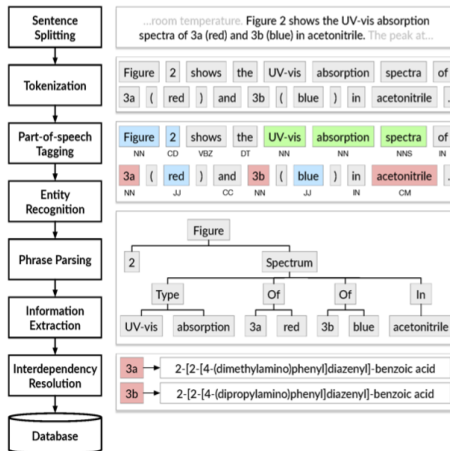 Sentence
Splitting
Tokenization
Part-of-speech
Tagging
Entity
Recognition
Phrase Parsing
Information
Extraction
Interdependency
Resolution
Database
...room temperature. Figure 2 shows the UV-vis absorption
spectra of 3a (red) and 3b (blue) in acetonitrile. The peak at...
Figure 2 shows the UV-vis absorption spectra of
3a ( red ) and 3b ( blue ) in acetonitrile .
Figure 2 shows the UV-vis absorption spectra of
NN CD VBZ DT NN NN NNS IN
3a ( red ) and 3b ( blue ) in acetonitrile .
NN JJ CC NN JJ IN CM
Figure
2 Spectrum
Type Of Of In
UV-vis absorption 3a red 3b blue acetonitrile
3a 2-[2-[4-(dimethylamino)phenyl]diazenyl]-benzoic acid
3b 2-[2-[4-(dipropylamino)phenyl]diazenyl]-benzoic acid